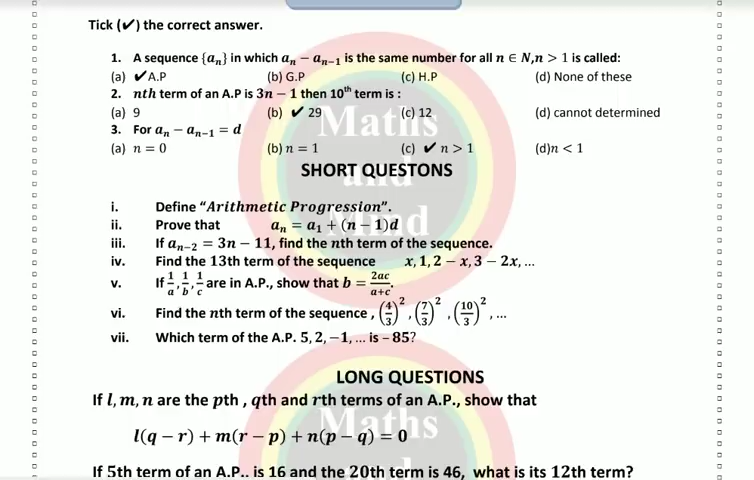 Tick (✔) the correct answer.
1. A sequence {aₙ} in which aₙ − aₙ₋₁ is the same number for all n ∈ N, n > 1 is called:
(a) ✔A.P (b) G.P (c) H.P (d) None of these
2. nth term of an A.P is 3n − 1 then 10th term is :
(a) 9 (b) ✔ 29 (c) 12 (d) cannot determined
3. For aₙ − aₙ₋₁ = d
(a) n = 0 (b) n = 1 (c) ✔ n > 1 (d)n < 1
SHORT QUESTONS
i. Define "Arithmetic Progression".
ii. Prove that aₙ = a₁ + (n − 1)d
iii. If aₙ₋₂ = 3n − 11, find the nth term of the sequence.
iv. Find the 13th term of the sequence x, 1, 2 − x, 3 − 2x, ...
v. If 1/a, 1/b, 1/c are in A.P., show that b = 2ac/a+c.
vi. Find the nth term of the sequence , (4/3)², (7/3)², (10/3)², ...
vii. Which term of the A.P. 5, 2, −1, ... is − 85?
LONG QUESTIONS
If l, m, n are the pth , qth and rth terms of an A.P., show that
l(q − r) + m(r − p) + n(p − q) = 0
If 5th term of an A.P.. is 16 and the 20th term is 46, what is its 12th term?
Maths
and
Mind
Maths
and